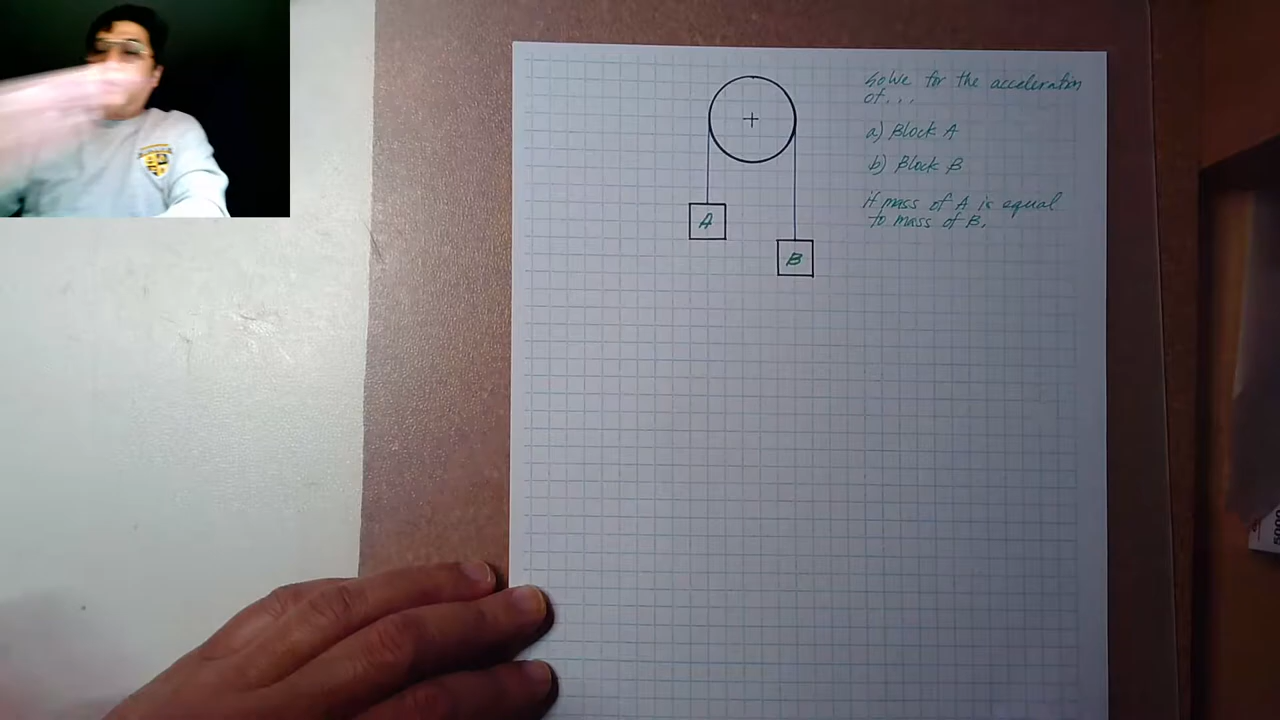 Solve for the acceleration
of...
a) Block A
b) Block B
if mass of A is equal
to mass of B.
A
B